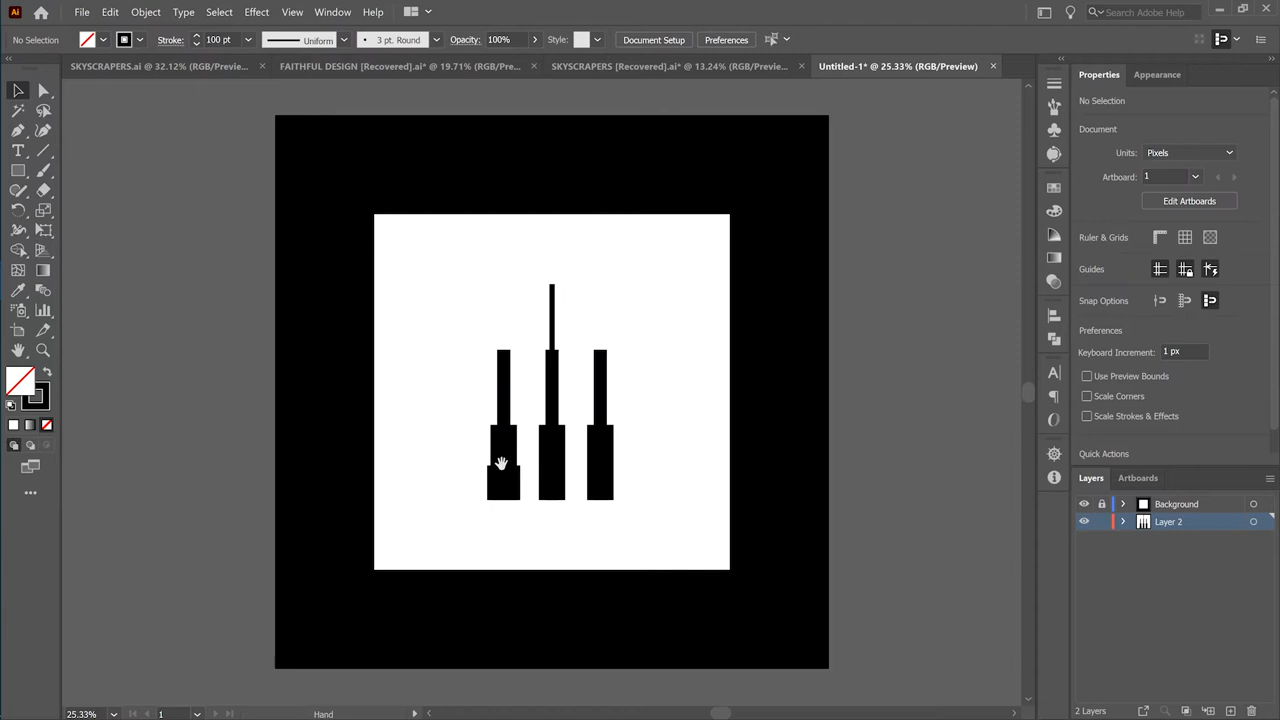 Ai File Edit Object Type Select Effect View Window Help Search Adobe Help
No Selection Stroke: 100 pt Uniform 3 pt. Round Opacity: 100% Style: Document Setup Preferences
SKYSCRAPERS.ai @ 32.12% (RGB/Previe... × FAITHFUL DESIGN [Recovered].ai* @ 19.71% (RGB/Pre... × SKYSCRAPERS [Recovered].ai* @ 13.24% (RGB/Previe... × Untitled-1* @ 25.33% (RGB/Preview) ×
Properties Appearance
No Selection
Document
Units: Pixels
Artboard: 1
Edit Artboards
Ruler & Grids
Guides
Snap Options
Preferences
Keyboard Increment: 1 px
Use Preview Bounds
Scale Corners
Scale Strokes & Effects
Quick Actions
Layers Artboards
Background
Layer 2
25.33% 1 Hand 2 Layers